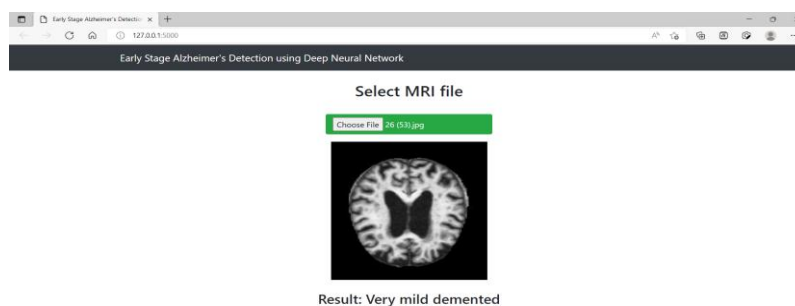 Early Stage Alzheimer's Detectio
127.0.0.1:5000
Early Stage Alzheimer's Detection using Deep Neural Network
Select MRI file
Choose File 26 (53).jpg
Result: Very mild demented